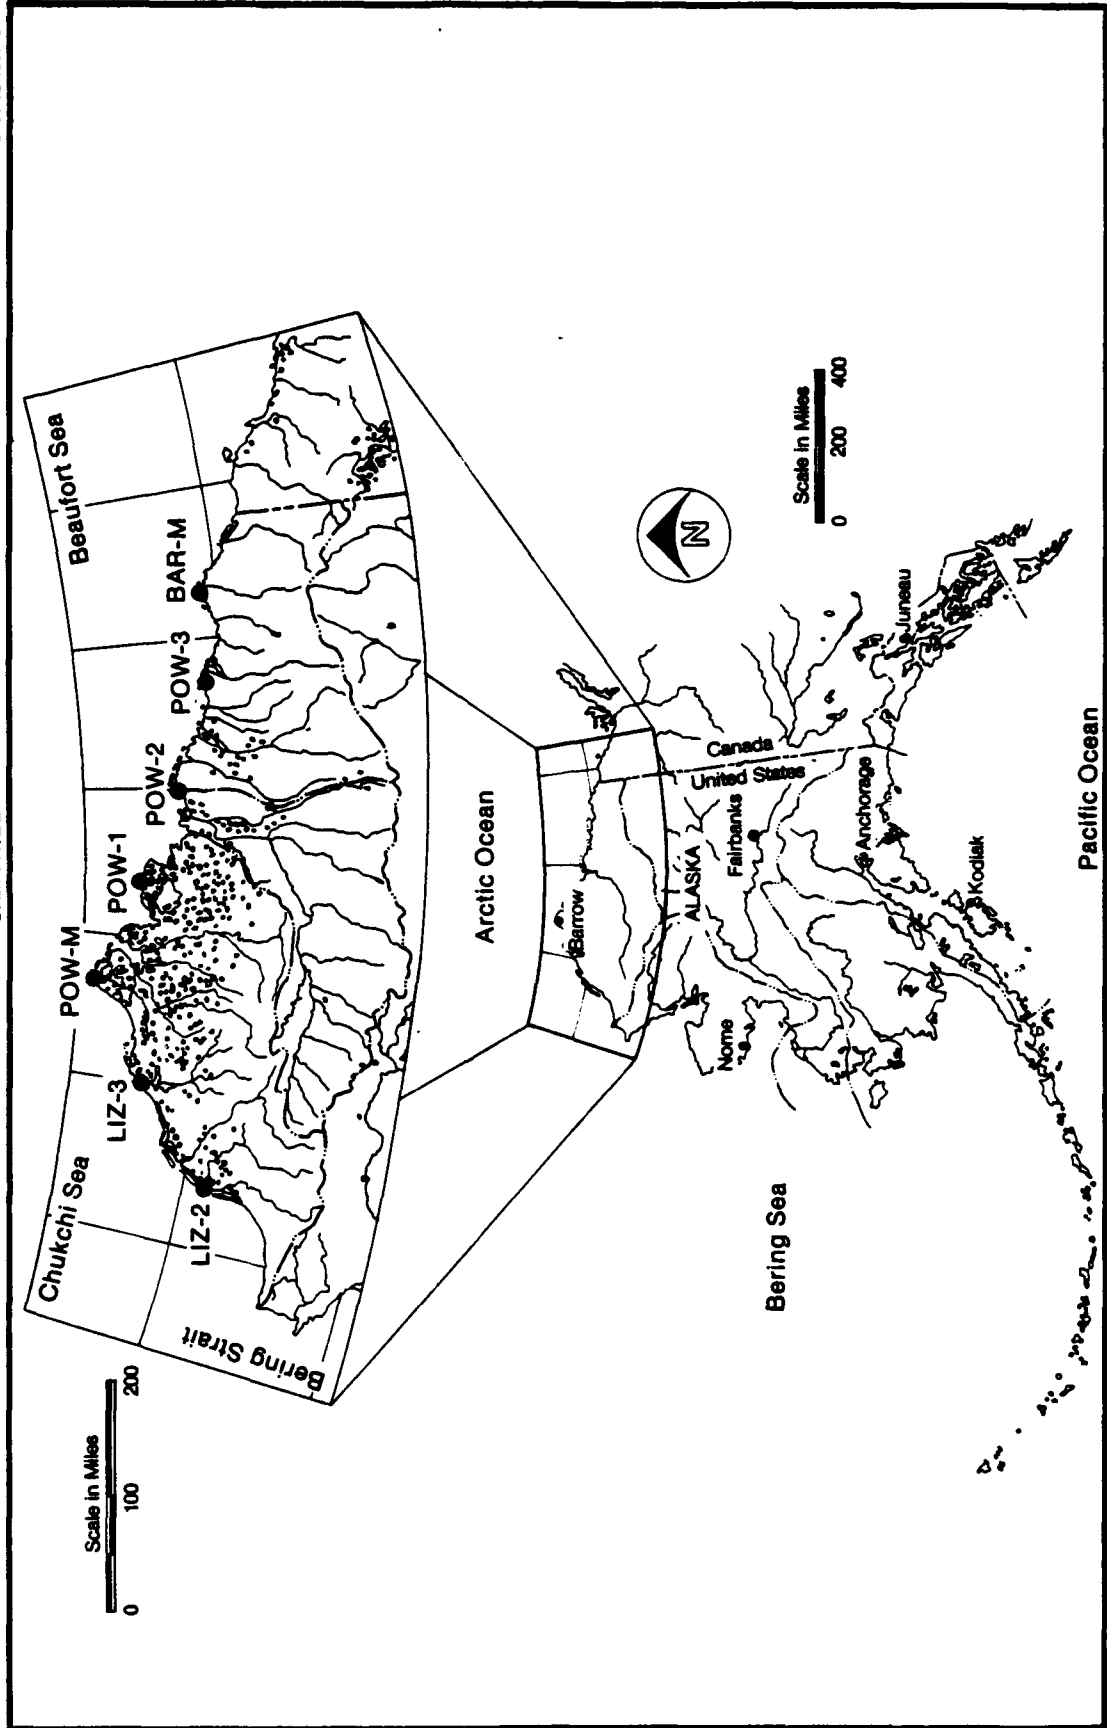 Chukchi Sea
Beaufort Sea
Bering Strait
LIZ-2
LIZ-3
POW-M
POW-1
POW-2
POW-3
BAR-M
Scale in Miles
0 100 200
Arctic Ocean
Barrow
ALASKA
Canada
United States
Fairbanks
Nome
Anchorage
Kodiak
Juneau
N
Scale in Miles
0 200 400
Bering Sea
Pacific Ocean